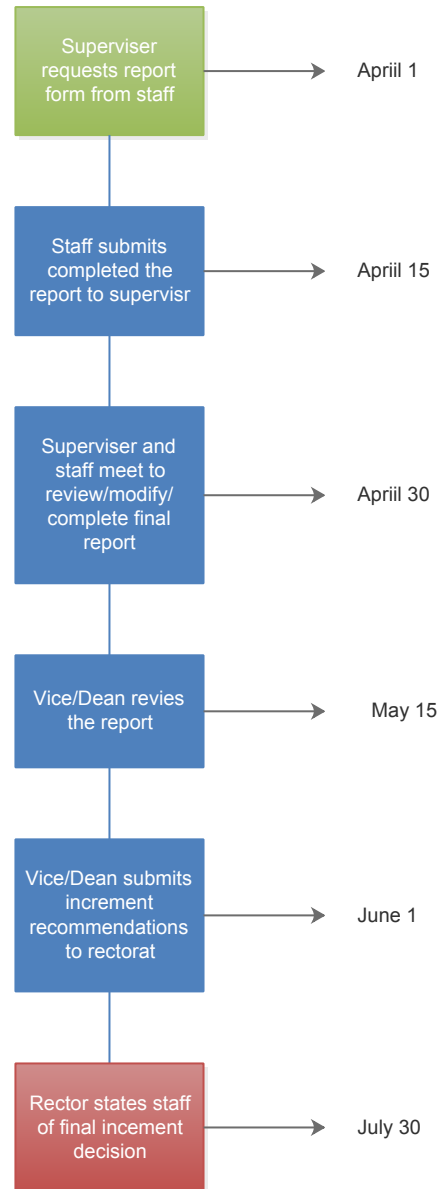 Superviser
requests report
form from staff
Apriil 1
Staff submits
completed the
report to supervisr
Apriil 15
Superviser and
staff meet to
review/modify/
complete final
report
Apriil 30
Vice/Dean revies
the report
May 15
Vice/Dean submits
increment
recommendations
to rectorat
June 1
Rector states staff
of final incement
decision
July 30